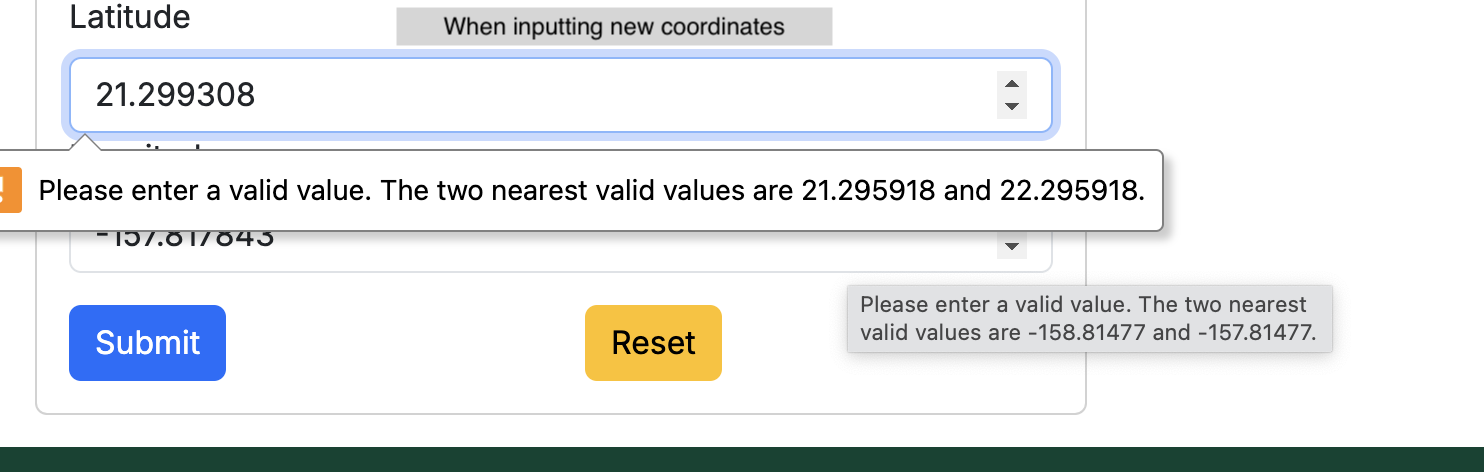 Latitude
When inputting new coordinates
21.299308
Please enter a valid value. The two nearest valid values are 21.295918 and 22.295918.
-157.817843
Please enter a valid value. The two nearest
valid values are -158.81477 and -157.81477.
Submit
Reset